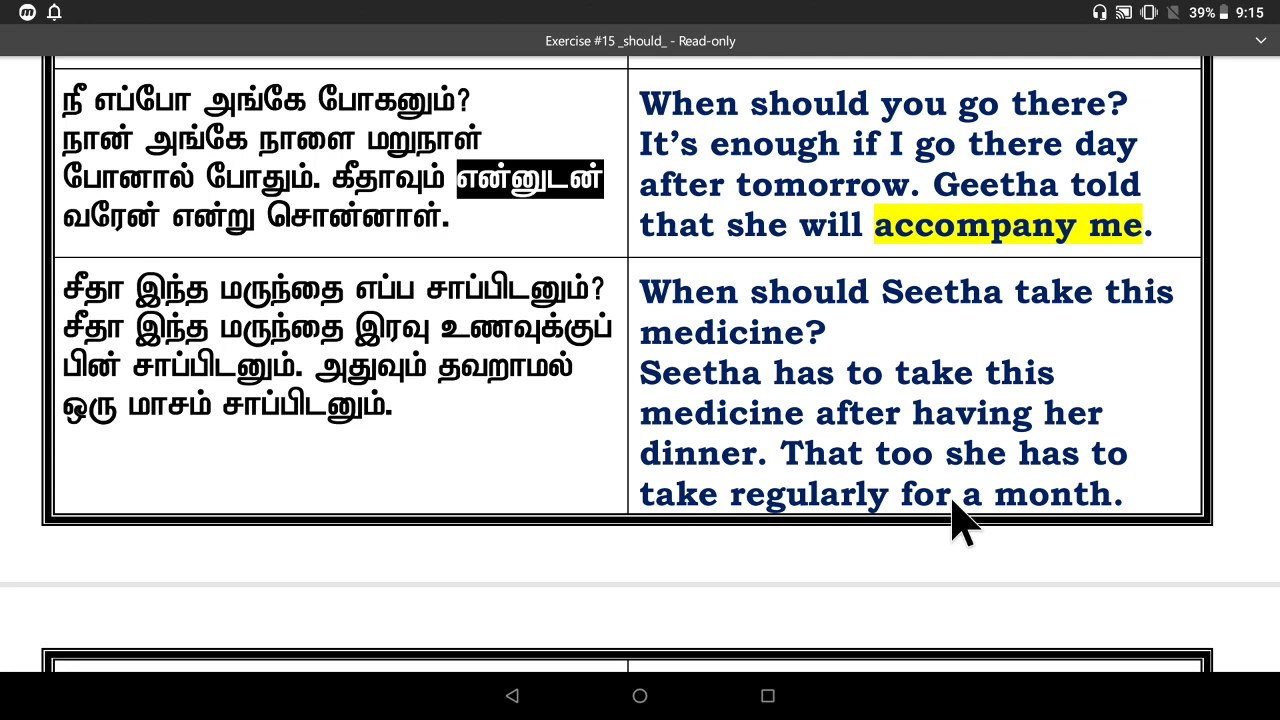 39% 9:15
Exercise #15 _should_ - Read-only
நீ எப்போ அங்கே போகனும்?
நான் அங்கே நாளை மறுநாள்
போனால் போதும். கீதாவும் என்னுடன்
வரேன் என்று சொன்னாள்.
When should you go there?
It’s enough if I go there day
after tomorrow. Geetha told
that she will accompany me.
சீதா இந்த மருந்தை எப்ப சாப்பிடனும்?
சீதா இந்த மருந்தை இரவு உணவுக்குப்
பின் சாப்பிடனும். அதுவும் தவறாமல்
ஒரு மாசம் சாப்பிடனும்.
When should Seetha take this
medicine?
Seetha has to take this
medicine after having her
dinner. That too she has to
take regularly for a month.